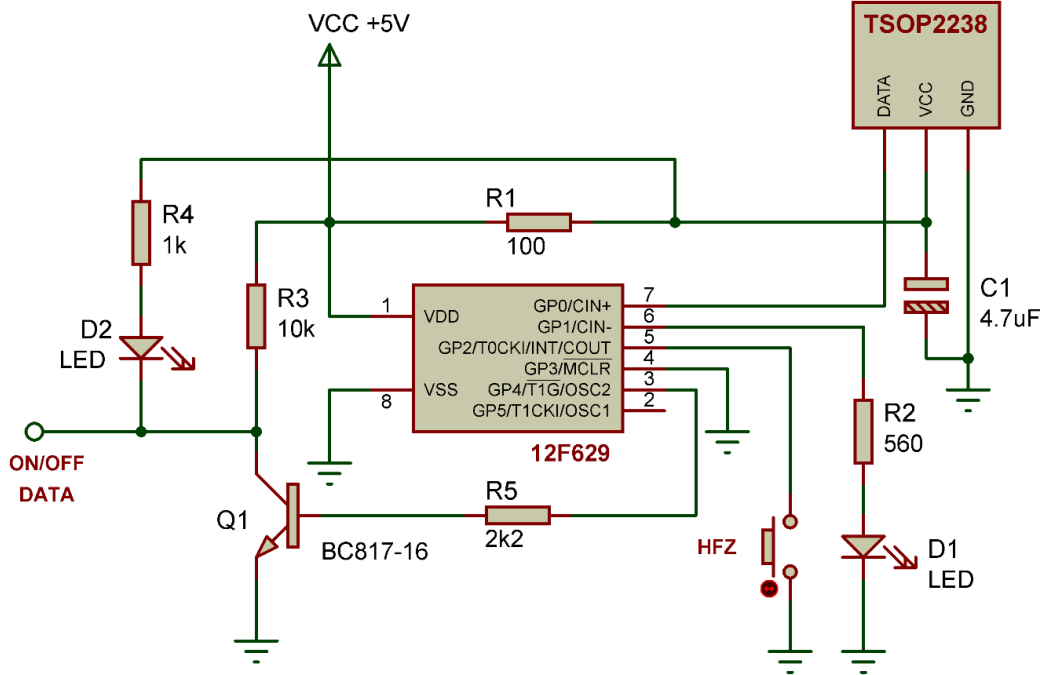 VCC +5V
TSOP2238
DATA
VCC
GND
R4
1k
R1
100
R3
10k
C1
4.7uF
D2
LED
1
VDD
8
VSS
GP0/CIN+
7
GP1/CIN-
6
GP2/T0CKI/INT/COUT
5
GP3/MCLR
4
GP4/T1G/OSC2
3
GP5/T1CKI/OSC1
2
12F629
R2
560
ON/OFF
DATA
R5
2k2
Q1
BC817-16
HFZ
D1
LED